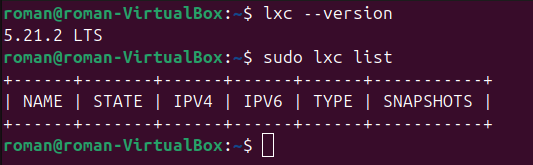 roman@roman-VirtualBox:~$ lxc --version
5.21.2 LTS
roman@roman-VirtualBox:~$ sudo lxc list
+------+-------+------+------+------+-----------+
| NAME | STATE | IPV4 | IPV6 | TYPE | SNAPSHOTS |
+------+-------+------+------+------+-----------+
roman@roman-VirtualBox:~$